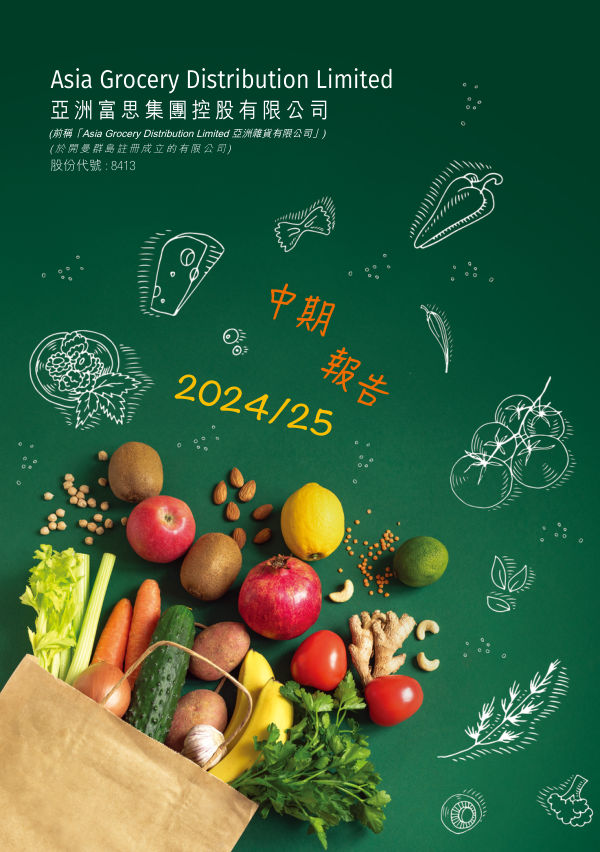 Asia Grocery Distribution Limited
亞洲富思集團控股有限公司
(前稱「Asia Grocery Distribution Limited 亞洲雜貨有限公司」)
(於開曼群島註冊成立的有限公司)
股份代號 : 8413
中期
報告
2024/25